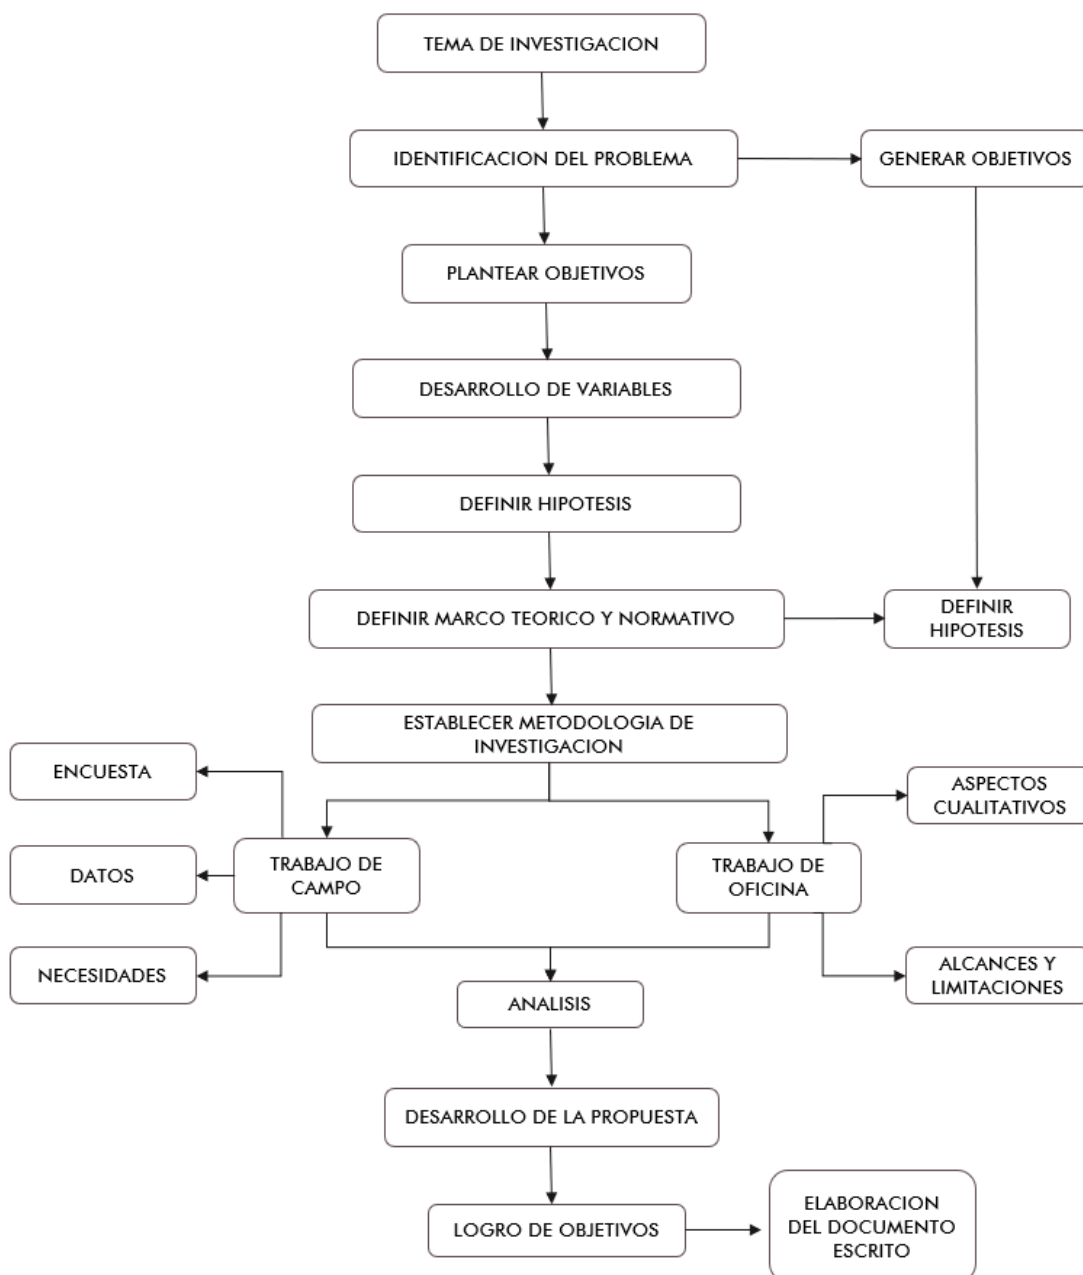 TEMA DE INVESTIGACION
IDENTIFICACION DEL PROBLEMA
GENERAR OBJETIVOS
PLANTEAR OBJETIVOS
DESARROLLO DE VARIABLES
DEFINIR HIPOTESIS
DEFINIR MARCO TEORICO Y NORMATIVO
DEFINIR
HIPOTESIS
ESTABLECER METODOLOGIA DE
INVESTIGACION
ENCUESTA
ASPECTOS
CUALITATIVOS
DATOS
TRABAJO DE
CAMPO
TRABAJO DE
OFICINA
NECESIDADES
ALCANCES Y
LIMITACIONES
ANALISIS
DESARROLLO DE LA PROPUESTA
LOGRO DE OBJETIVOS
ELABORACION
DEL DOCUMENTO
ESCRITO